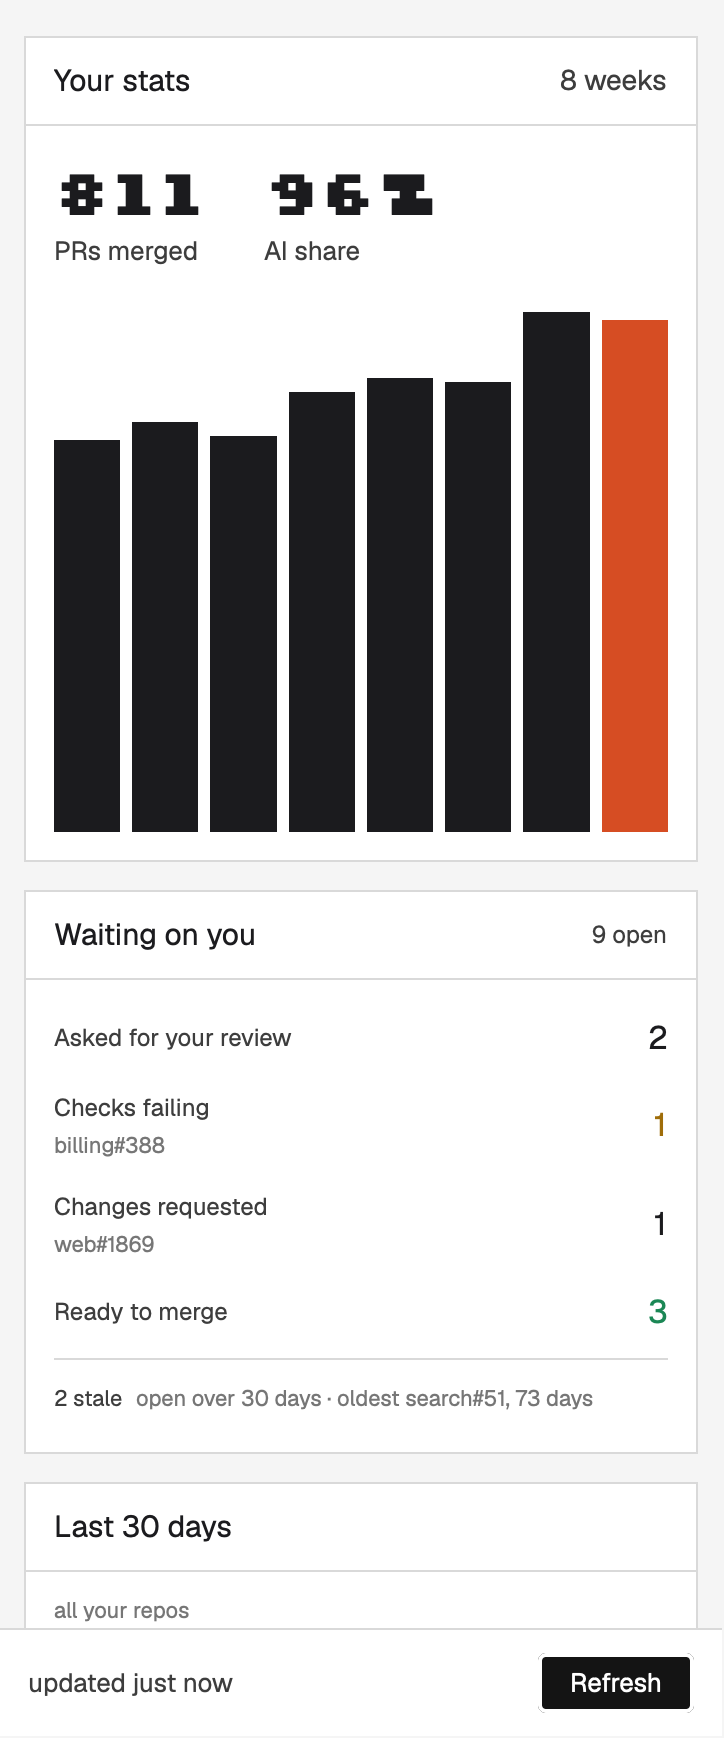 Your stats
8 weeks
811
96%
PRs merged
AI share
Waiting on you
9 open
Asked for your review
2
Checks failing
1
billing#388
Changes requested
1
web#1869
Ready to merge
3
2 stale open over 30 days · oldest search#51, 73 days
Last 30 days
all your repos
updated just now
Refresh